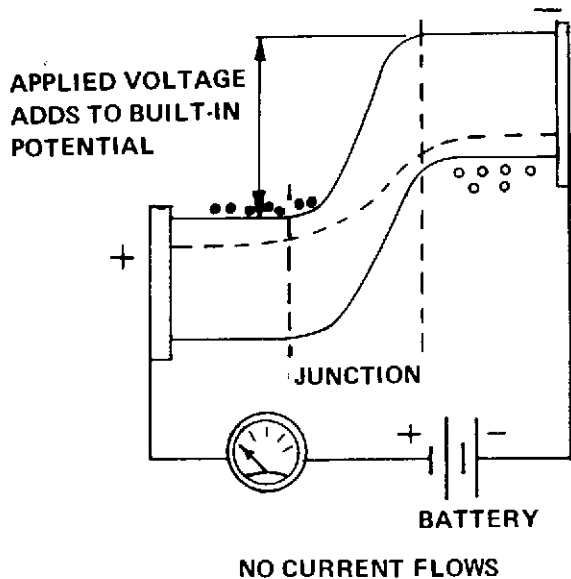 −
APPLIED VOLTAGE
ADDS TO BUILT-IN
POTENTIAL
+
JUNCTION
+ −
BATTERY
NO CURRENT FLOWS